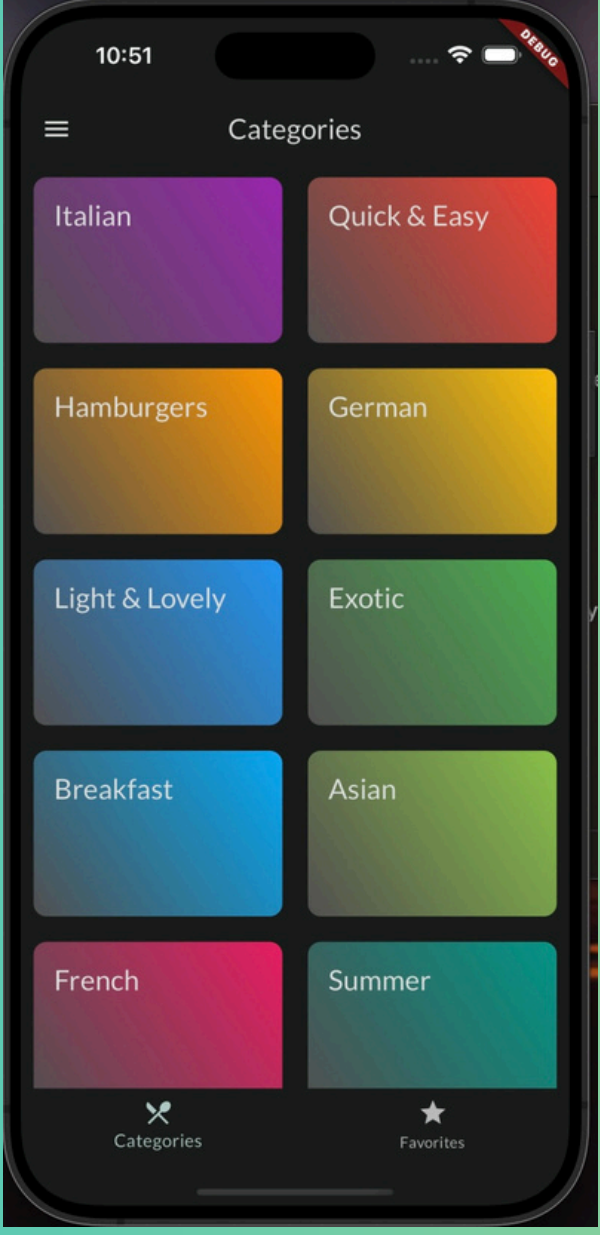 10:51
DEBUG
Categories
Italian
Quick & Easy
Hamburgers
German
Light & Lovely
Exotic
Breakfast
Asian
French
Summer
Categories
Favorites